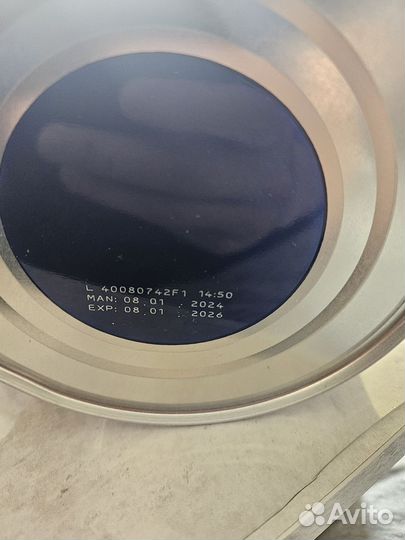 L 40080742F1 14:50
MAN: 08.01 . 2024
EXP: 08.01 . 2026
Avito